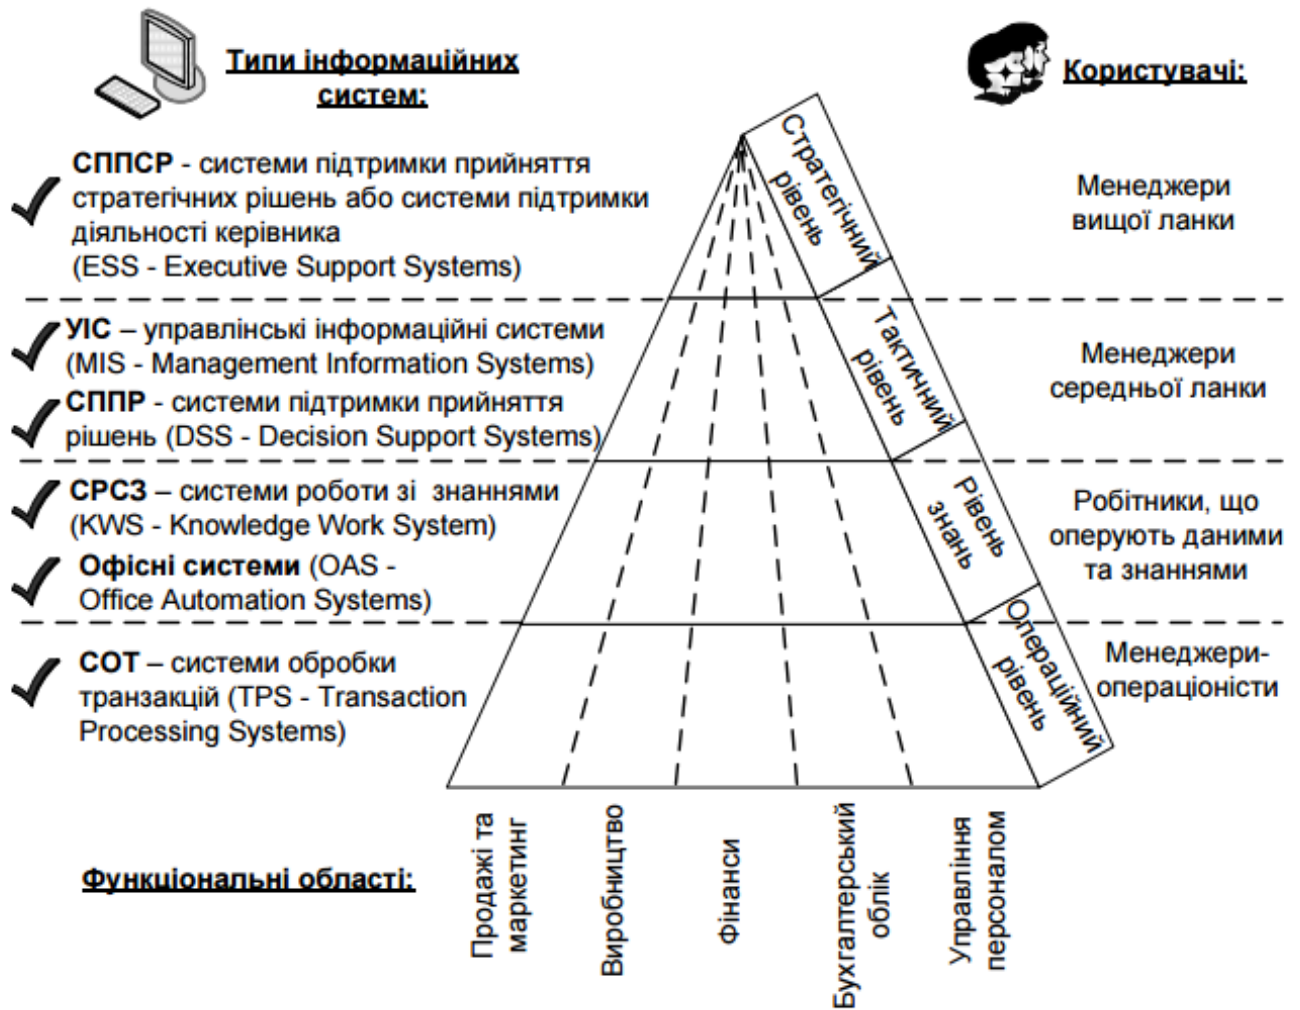 Типи інформаційних
систем:
Користувачі:
СППСР - системи підтримки прийняття
стратегічних рішень або системи підтримки
діяльності керівника
(ESS - Executive Support Systems)
Стратегічний
рівень
Менеджери
вищої ланки
УІС – управлінські інформаційні системи
(MIS - Management Information Systems)
СППР - системи підтримки прийняття
рішень (DSS - Decision Support Systems)
Тактичний
рівень
Менеджери
середньої ланки
СРСЗ – системи роботи зі знаннями
(KWS - Knowledge Work System)
Офісні системи (OAS -
Office Automation Systems)
Рівень
знань
Робітники, що
оперують даними
та знаннями
СОТ – системи обробки
транзакцій (TPS - Transaction
Processing Systems)
Операційний
рівень
Менеджери-
операціоністи
Функціональні області:
Продажі та
маркетинг
Виробництво
Фінанси
Бухгалтерський
облік
Управління
персоналом